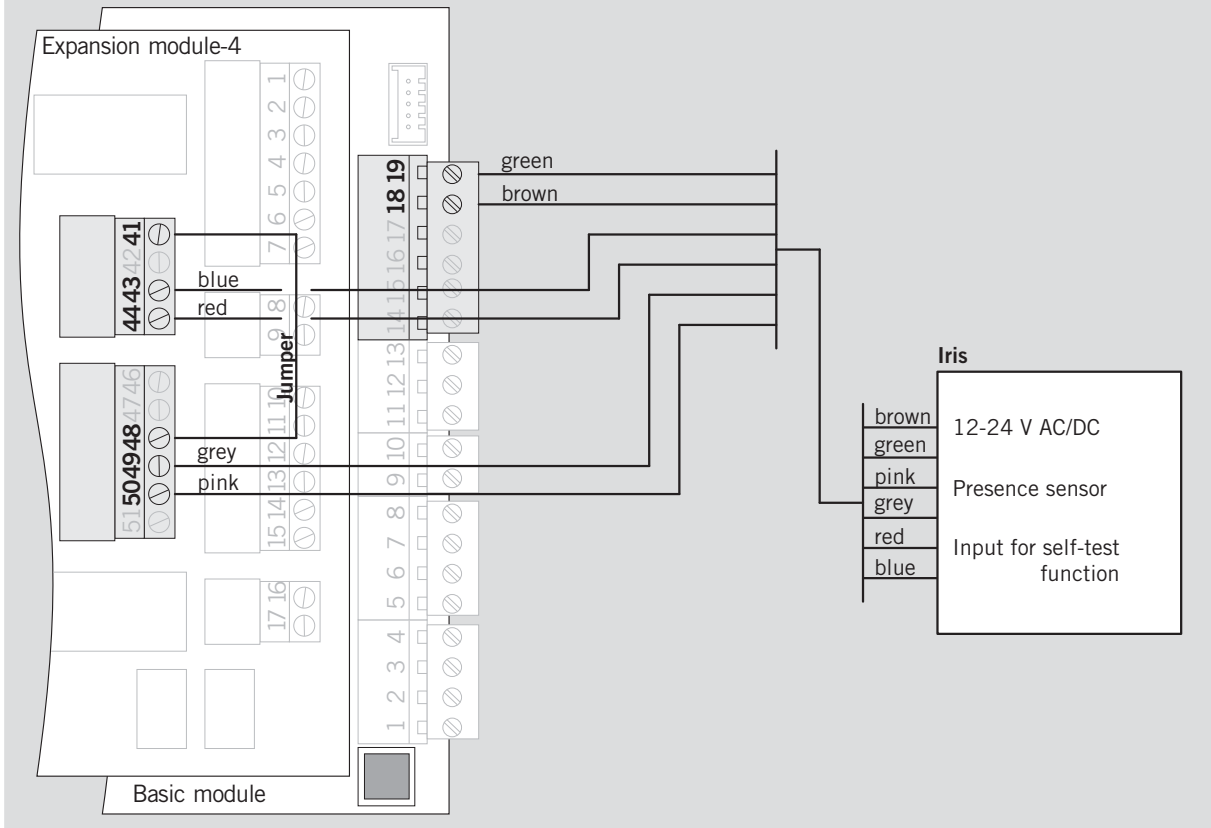 Expansion module-4
1
2
3
4
5
6
7
8
9
10
11
12
13
14
15
16
17
41
42
43
44
46
47
48
49
50
51
blue
red
Jumper
grey
pink
19
18
17
16
15
14
13
12
11
10
9
8
7
6
5
4
3
2
1
green
brown
Iris
brown
green
pink
grey
red
blue
12-24 V AC/DC
Presence sensor
Input for self-test
function
Basic module